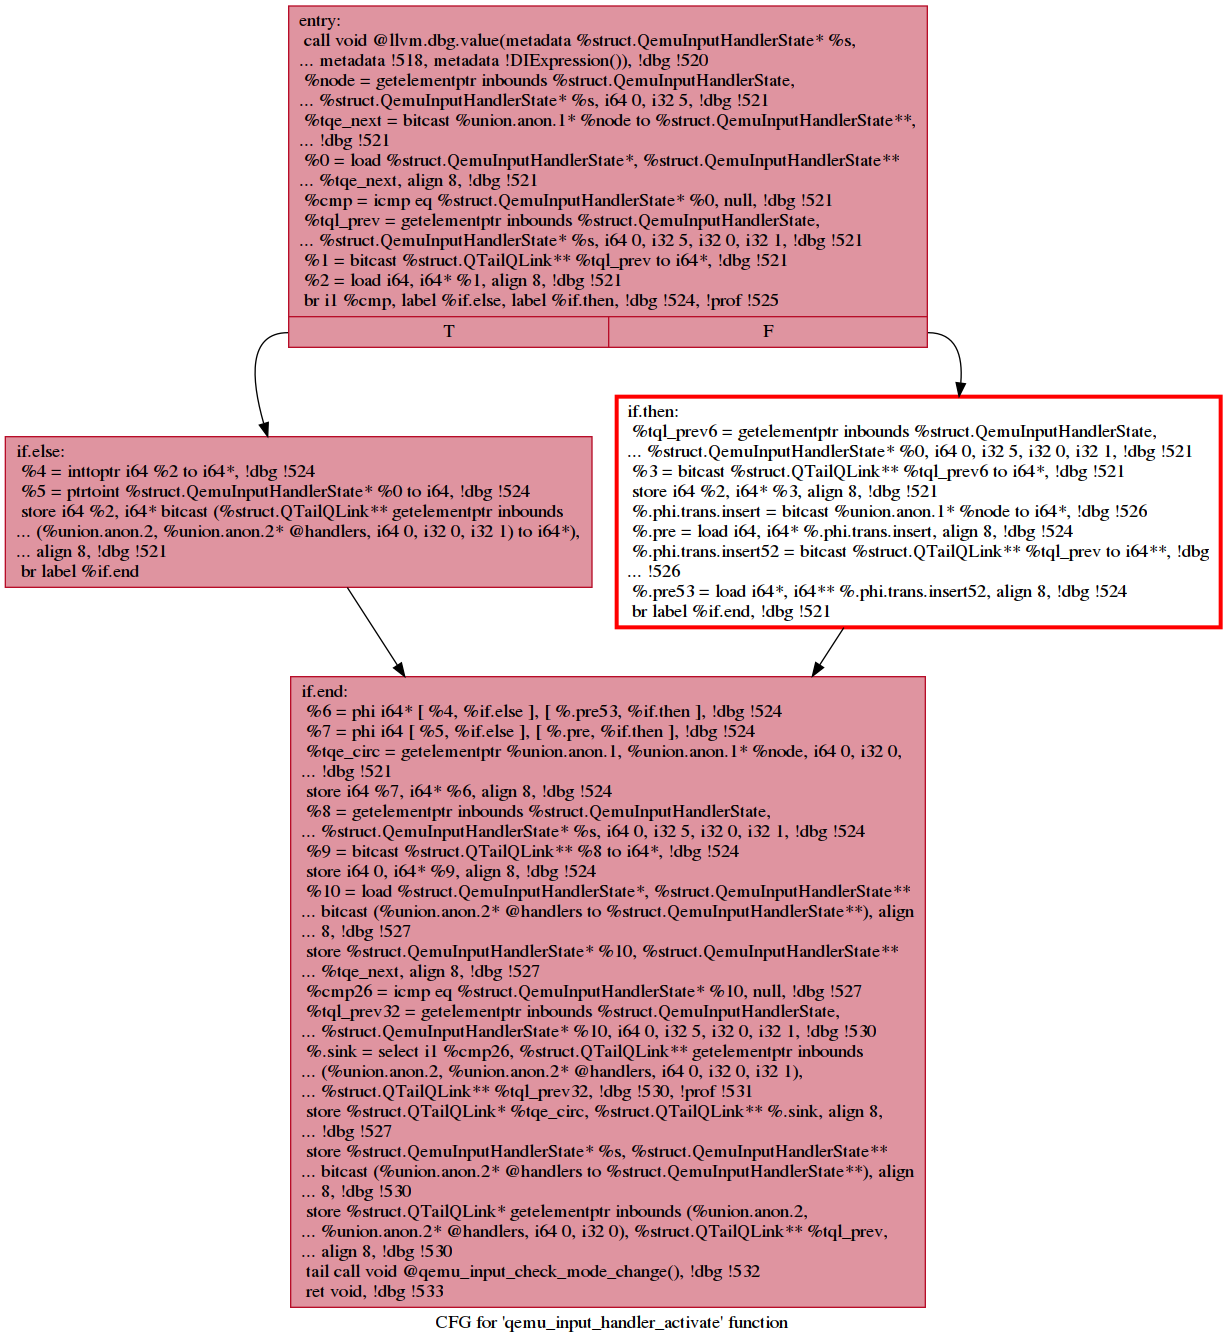 entry:
call void @llvm.dbg.value(metadata %struct.QemuInputHandlerState* %s,
... metadata !518, metadata !DIExpression()), !dbg !520
%node = getelementptr inbounds %struct.QemuInputHandlerState,
... %struct.QemuInputHandlerState* %s, i64 0, i32 5, !dbg !521
%tqe_next = bitcast %union.anon.1* %node to %struct.QemuInputHandlerState**,
... !dbg !521
%0 = load %struct.QemuInputHandlerState*, %struct.QemuInputHandlerState**
... %tqe_next, align 8, !dbg !521
%cmp = icmp eq %struct.QemuInputHandlerState* %0, null, !dbg !521
%tql_prev = getelementptr inbounds %struct.QemuInputHandlerState,
... %struct.QemuInputHandlerState* %s, i64 0, i32 5, i32 0, i32 1, !dbg !521
%1 = bitcast %struct.QTailQLink** %tql_prev to i64*, !dbg !521
%2 = load i64, i64* %1, align 8, !dbg !521
br i1 %cmp, label %if.else, label %if.then, !dbg !524, !prof !525
T F
if.else:
%4 = inttoptr i64 %2 to i64*, !dbg !524
%5 = ptrtoint %struct.QemuInputHandlerState* %0 to i64, !dbg !524
store i64 %2, i64* bitcast (%struct.QTailQLink** getelementptr inbounds
... (%union.anon.2, %union.anon.2* @handlers, i64 0, i32 0, i32 1) to i64*),
... align 8, !dbg !521
br label %if.end
if.then:
%tql_prev6 = getelementptr inbounds %struct.QemuInputHandlerState,
... %struct.QemuInputHandlerState* %0, i64 0, i32 5, i32 0, i32 1, !dbg !521
%3 = bitcast %struct.QTailQLink** %tql_prev6 to i64*, !dbg !521
store i64 %2, i64* %3, align 8, !dbg !521
%.phi.trans.insert = bitcast %union.anon.1* %node to i64*, !dbg !526
%.pre = load i64, i64* %.phi.trans.insert, align 8, !dbg !524
%.phi.trans.insert52 = bitcast %struct.QTailQLink** %tql_prev to i64**, !dbg
... !526
%.pre53 = load i64*, i64** %.phi.trans.insert52, align 8, !dbg !524
br label %if.end, !dbg !521
if.end:
%6 = phi i64* [ %4, %if.else ], [ %.pre53, %if.then ], !dbg !524
%7 = phi i64 [ %5, %if.else ], [ %.pre, %if.then ], !dbg !524
%tqe_circ = getelementptr %union.anon.1, %union.anon.1* %node, i64 0, i32 0,
... !dbg !521
store i64 %7, i64* %6, align 8, !dbg !524
%8 = getelementptr inbounds %struct.QemuInputHandlerState,
... %struct.QemuInputHandlerState* %s, i64 0, i32 5, i32 0, i32 1, !dbg !524
%9 = bitcast %struct.QTailQLink** %8 to i64*, !dbg !524
store i64 0, i64* %9, align 8, !dbg !524
%10 = load %struct.QemuInputHandlerState*, %struct.QemuInputHandlerState**
... bitcast (%union.anon.2* @handlers to %struct.QemuInputHandlerState**), align
... 8, !dbg !527
store %struct.QemuInputHandlerState* %10, %struct.QemuInputHandlerState**
... %tqe_next, align 8, !dbg !527
%cmp26 = icmp eq %struct.QemuInputHandlerState* %10, null, !dbg !527
%tql_prev32 = getelementptr inbounds %struct.QemuInputHandlerState,
... %struct.QemuInputHandlerState* %10, i64 0, i32 5, i32 0, i32 1, !dbg !530
%.sink = select i1 %cmp26, %struct.QTailQLink** getelementptr inbounds
... (%union.anon.2, %union.anon.2* @handlers, i64 0, i32 0, i32 1),
... %struct.QTailQLink** %tql_prev32, !dbg !530, !prof !531
store %struct.QTailQLink* %tqe_circ, %struct.QTailQLink** %.sink, align 8,
... !dbg !527
store %struct.QemuInputHandlerState* %s, %struct.QemuInputHandlerState**
... bitcast (%union.anon.2* @handlers to %struct.QemuInputHandlerState**), align
... 8, !dbg !530
store %struct.QTailQLink* getelementptr inbounds (%union.anon.2,
... %union.anon.2* @handlers, i64 0, i32 0), %struct.QTailQLink** %tql_prev,
... align 8, !dbg !530
tail call void @qemu_input_check_mode_change(), !dbg !532
ret void, !dbg !533
CFG for 'qemu_input_handler_activate' function